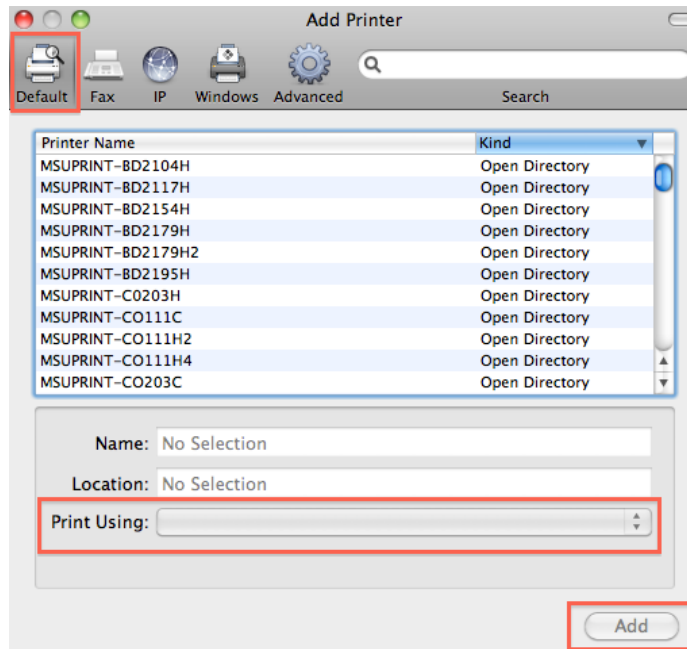 Add Printer
Default Fax IP Windows Advanced Search
Printer Name Kind
MSUPRINT-BD2104H Open Directory
MSUPRINT-BD2117H Open Directory
MSUPRINT-BD2154H Open Directory
MSUPRINT-BD2179H Open Directory
MSUPRINT-BD2179H2 Open Directory
MSUPRINT-BD2195H Open Directory
MSUPRINT-C0203H Open Directory
MSUPRINT-CO111C Open Directory
MSUPRINT-CO111H2 Open Directory
MSUPRINT-CO111H4 Open Directory
MSUPRINT-CO203C Open Directory
Name: No Selection
Location: No Selection
Print Using:
Add